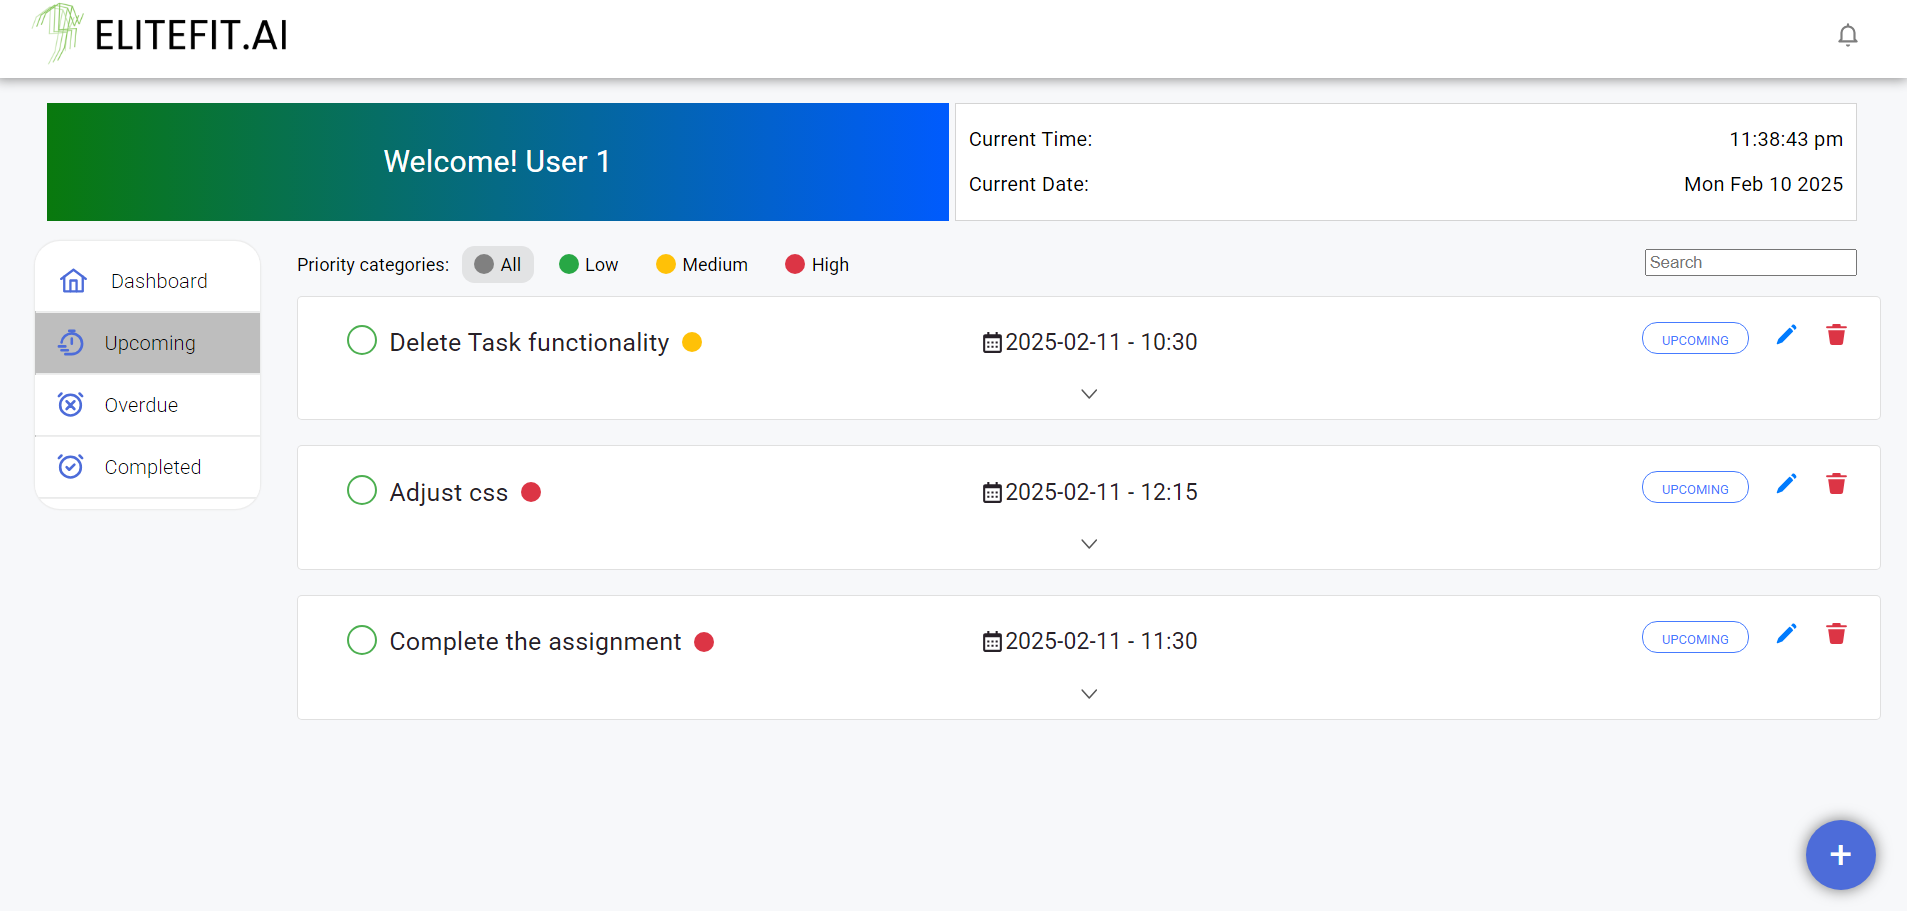 ELITEFIT.AI
Welcome! User 1
Current Time: 11:38:43 pm
Current Date: Mon Feb 10 2025
Dashboard
Upcoming
Overdue
Completed
Priority categories: All Low Medium High
Search
Delete Task functionality 2025-02-11 - 10:30 UPCOMING
Adjust css 2025-02-11 - 12:15 UPCOMING
Complete the assignment 2025-02-11 - 11:30 UPCOMING
+